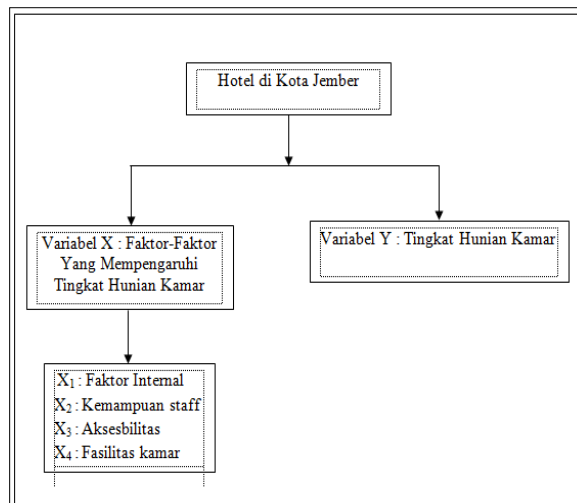 Hotel di Kota Jember
Variabel X : Faktor-Faktor
Yang Mempengaruhi
Tingkat Hunian Kamar
Variabel Y : Tingkat Hunian Kamar
X₁ : Faktor Internal
X₂ : Kemampuan staff
X₃ : Aksesbilitas
X₄ : Fasilitas kamar